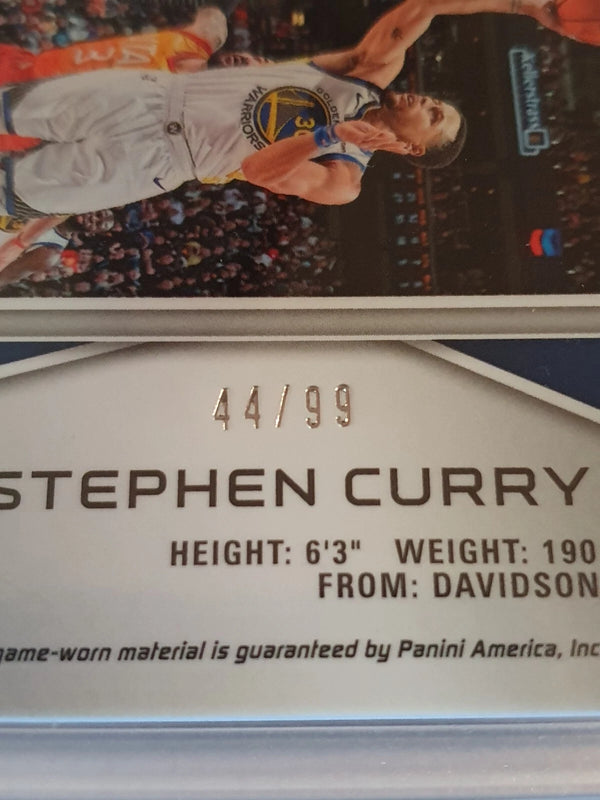 WARRIORS
30
44/99
STEPHEN CURRY
HEIGHT: 6'3" WEIGHT: 190
FROM: DAVIDSON
game-worn material is guaranteed by Panini America, Inc